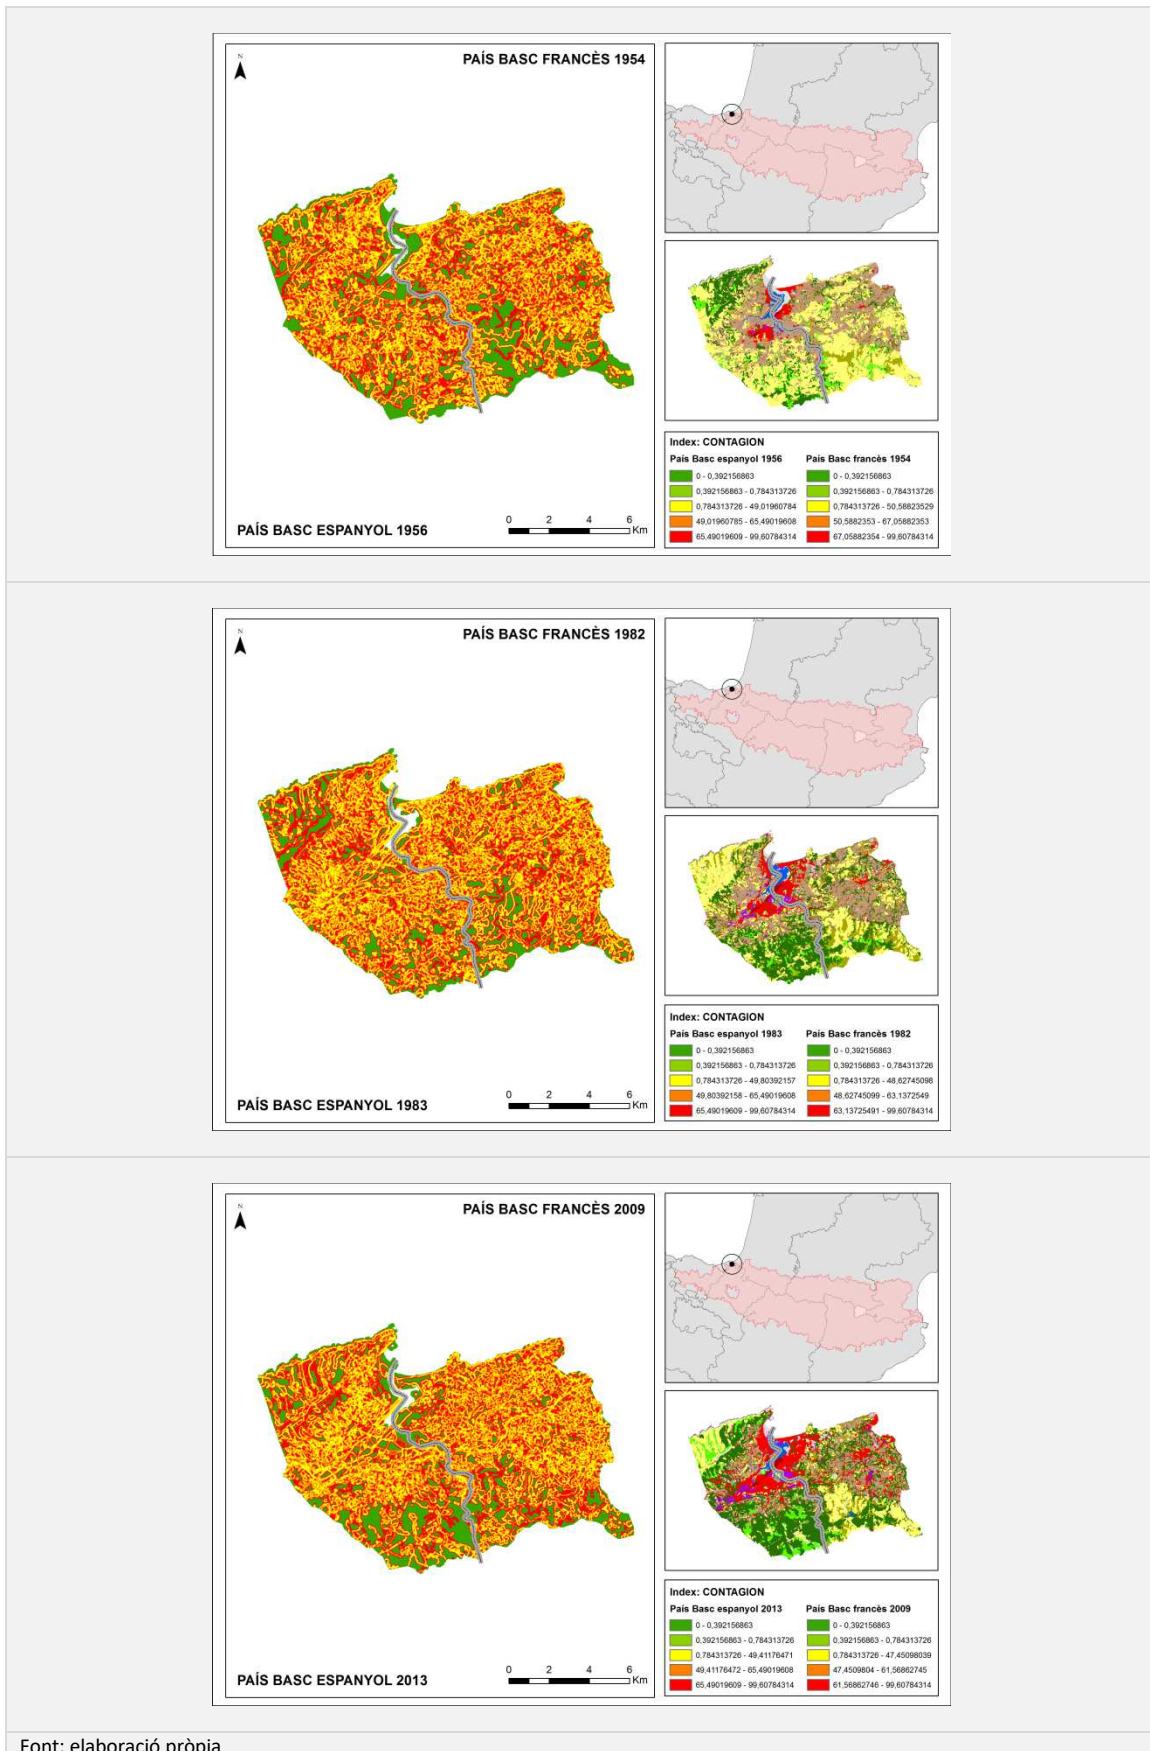 N
PAÍS BASC FRANCÈS 1954
PAÍS BASC ESPANYOL 1956
0 2 4 6
Km
Index: CONTAGION
País Basc espanyol 1956 País Basc francès 1954
0 - 0,392156863 0 - 0,392156863
0,392156863 - 0,784313726 0,392156863 - 0,784313726
0,784313726 - 49,01960784 0,784313726 - 50,58823529
49,01960785 - 65,49019608 50,5882353 - 67,05882353
65,49019609 - 99,60784314 67,05882354 - 99,60784314
N
PAÍS BASC FRANCÈS 1982
PAÍS BASC ESPANYOL 1983
0 2 4 6
Km
Index: CONTAGION
País Basc espanyol 1983 País Basc francès 1982
0 - 0,392156863 0 - 0,392156863
0,392156863 - 0,784313726 0,392156863 - 0,784313726
0,784313726 - 49,80392157 0,784313726 - 48,62745098
49,80392158 - 65,49019608 48,62745099 - 63,1372549
65,49019609 - 99,60784314 63,13725491 - 99,60784314
N
PAÍS BASC FRANCÈS 2009
PAÍS BASC ESPANYOL 2013
0 2 4 6
Km
Index: CONTAGION
País Basc espanyol 2013 País Basc francès 2009
0 - 0,392156863 0 - 0,392156863
0,392156863 - 0,784313726 0,392156863 - 0,784313726
0,784313726 - 49,41176471 0,784313726 - 47,45098039
49,41176472 - 65,49019608 47,4509804 - 61,56862745
65,49019609 - 99,60784314 61,56862746 - 99,60784314
Font: elaboració pròpia